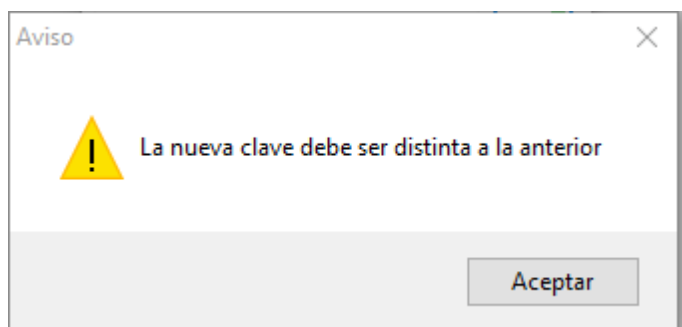 Aviso
La nueva clave debe ser distinta a la anterior
Aceptar